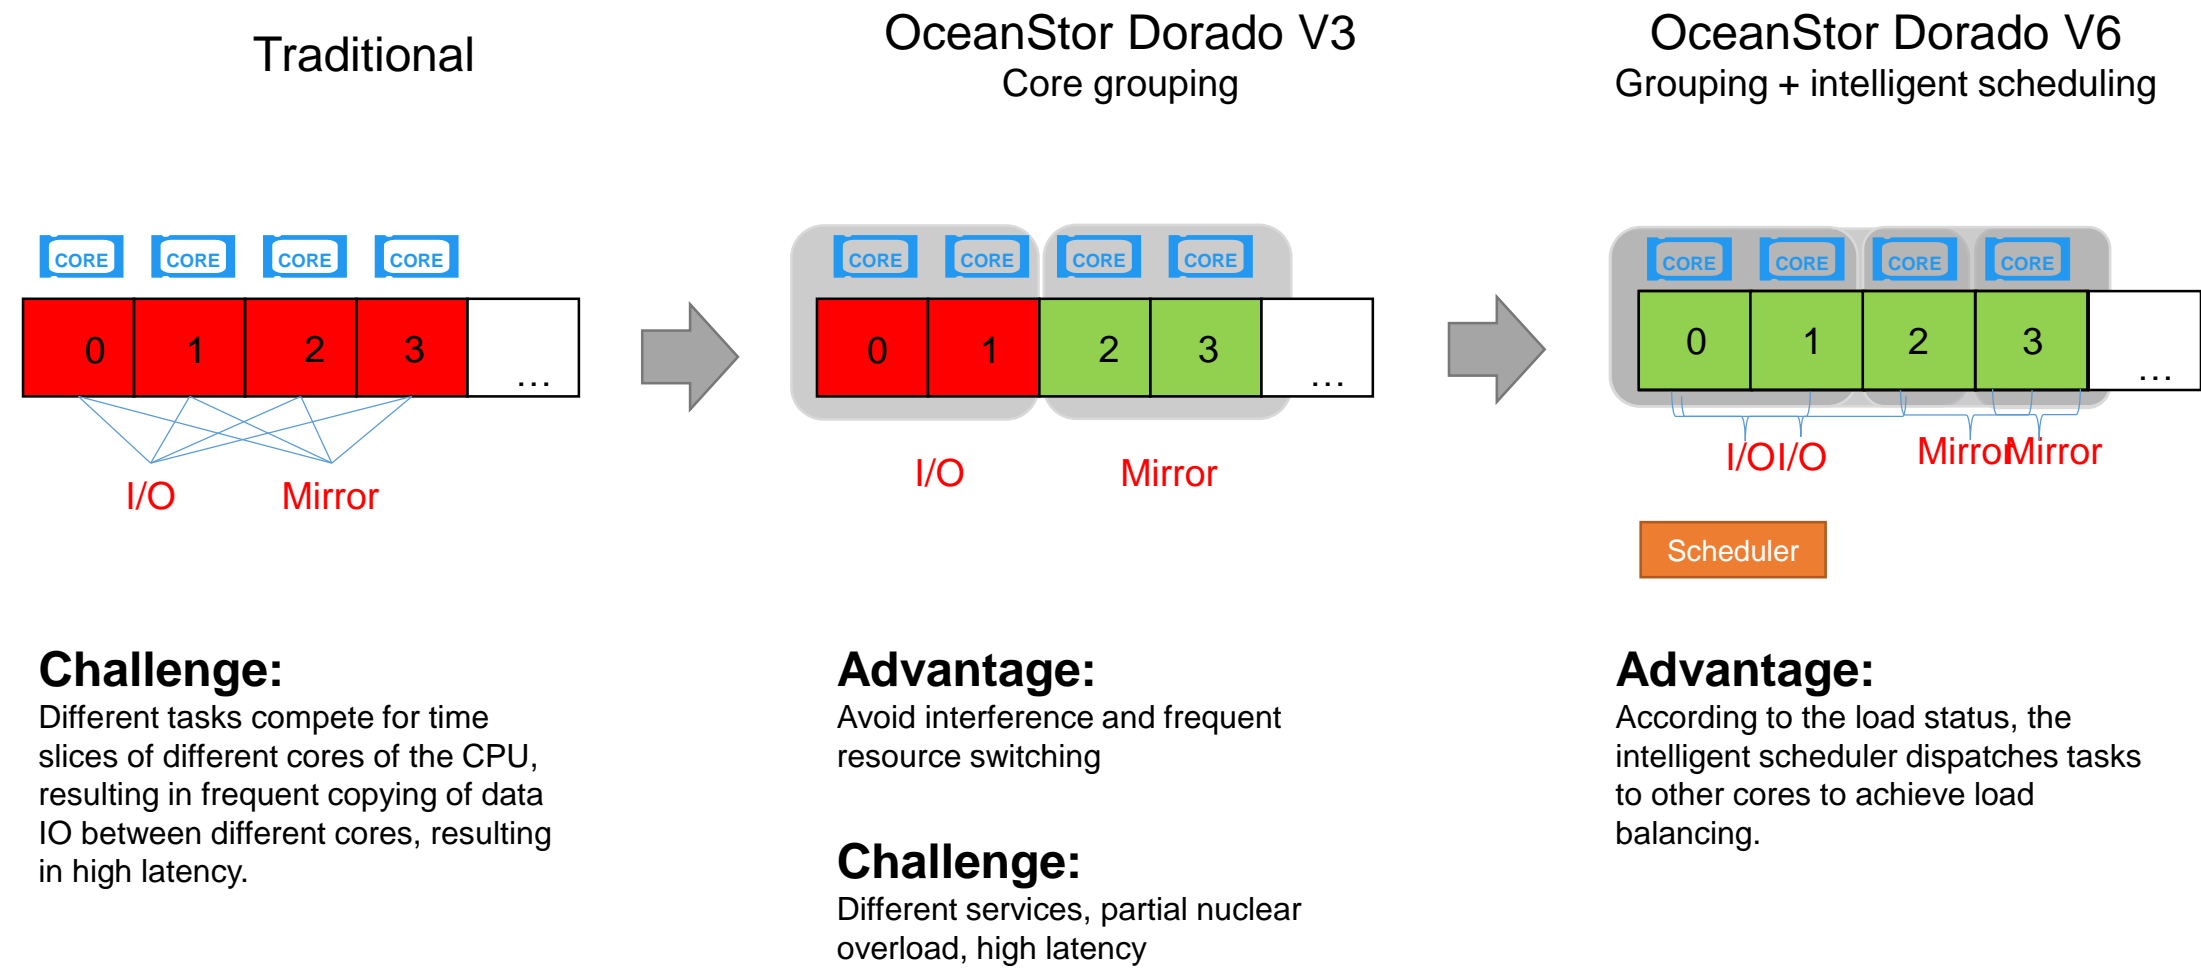 Traditional
CORE CORE CORE CORE
0 1 2 3 ...
I/O Mirror
Challenge:
Different tasks compete for time
slices of different cores of the CPU,
resulting in frequent copying of data
IO between different cores, resulting
in high latency.
OceanStor Dorado V3
Core grouping
CORE CORE CORE CORE
0 1 2 3 ...
I/O Mirror
Advantage:
Avoid interference and frequent
resource switching
Challenge:
Different services, partial nuclear
overload, high latency
OceanStor Dorado V6
Grouping + intelligent scheduling
CORE CORE CORE CORE
0 1 2 3 ...
I/O I/O Mirror Mirror
Scheduler
Advantage:
According to the load status, the
intelligent scheduler dispatches tasks
to other cores to achieve load
balancing.